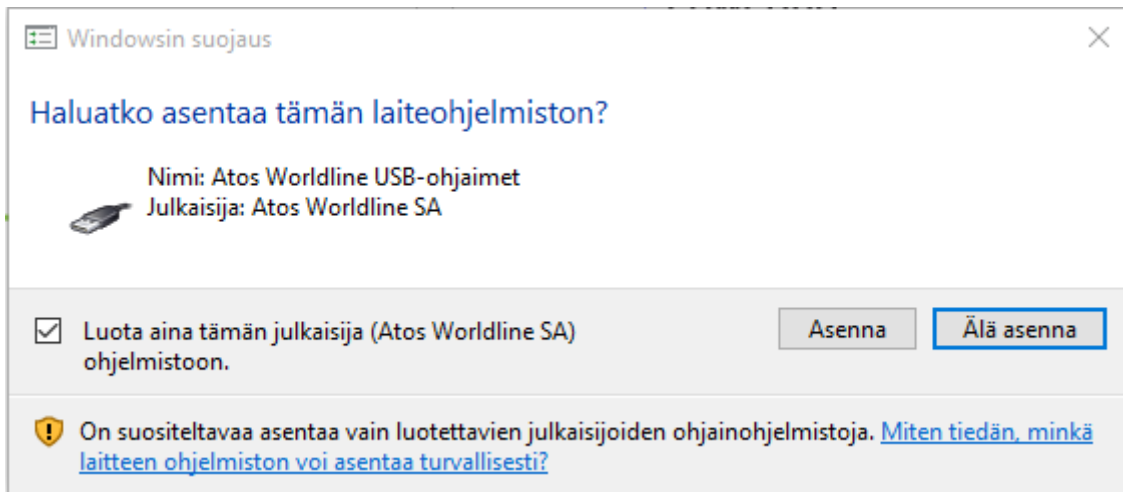 Windowsin suojaus
Haluatko asentaa tämän laiteohjelmiston?
Nimi: Atos Worldline USB-ohjaimet
Julkaisija: Atos Worldline SA
Luota aina tämän julkaisija (Atos Worldline SA)
ohjelmistoon.
Asenna
Älä asenna
On suositeltavaa asentaa vain luotettavien julkaisijoiden ohjainohjelmistoja. Miten tiedän, minkä
laitteen ohjelmiston voi asentaa turvallisesti?